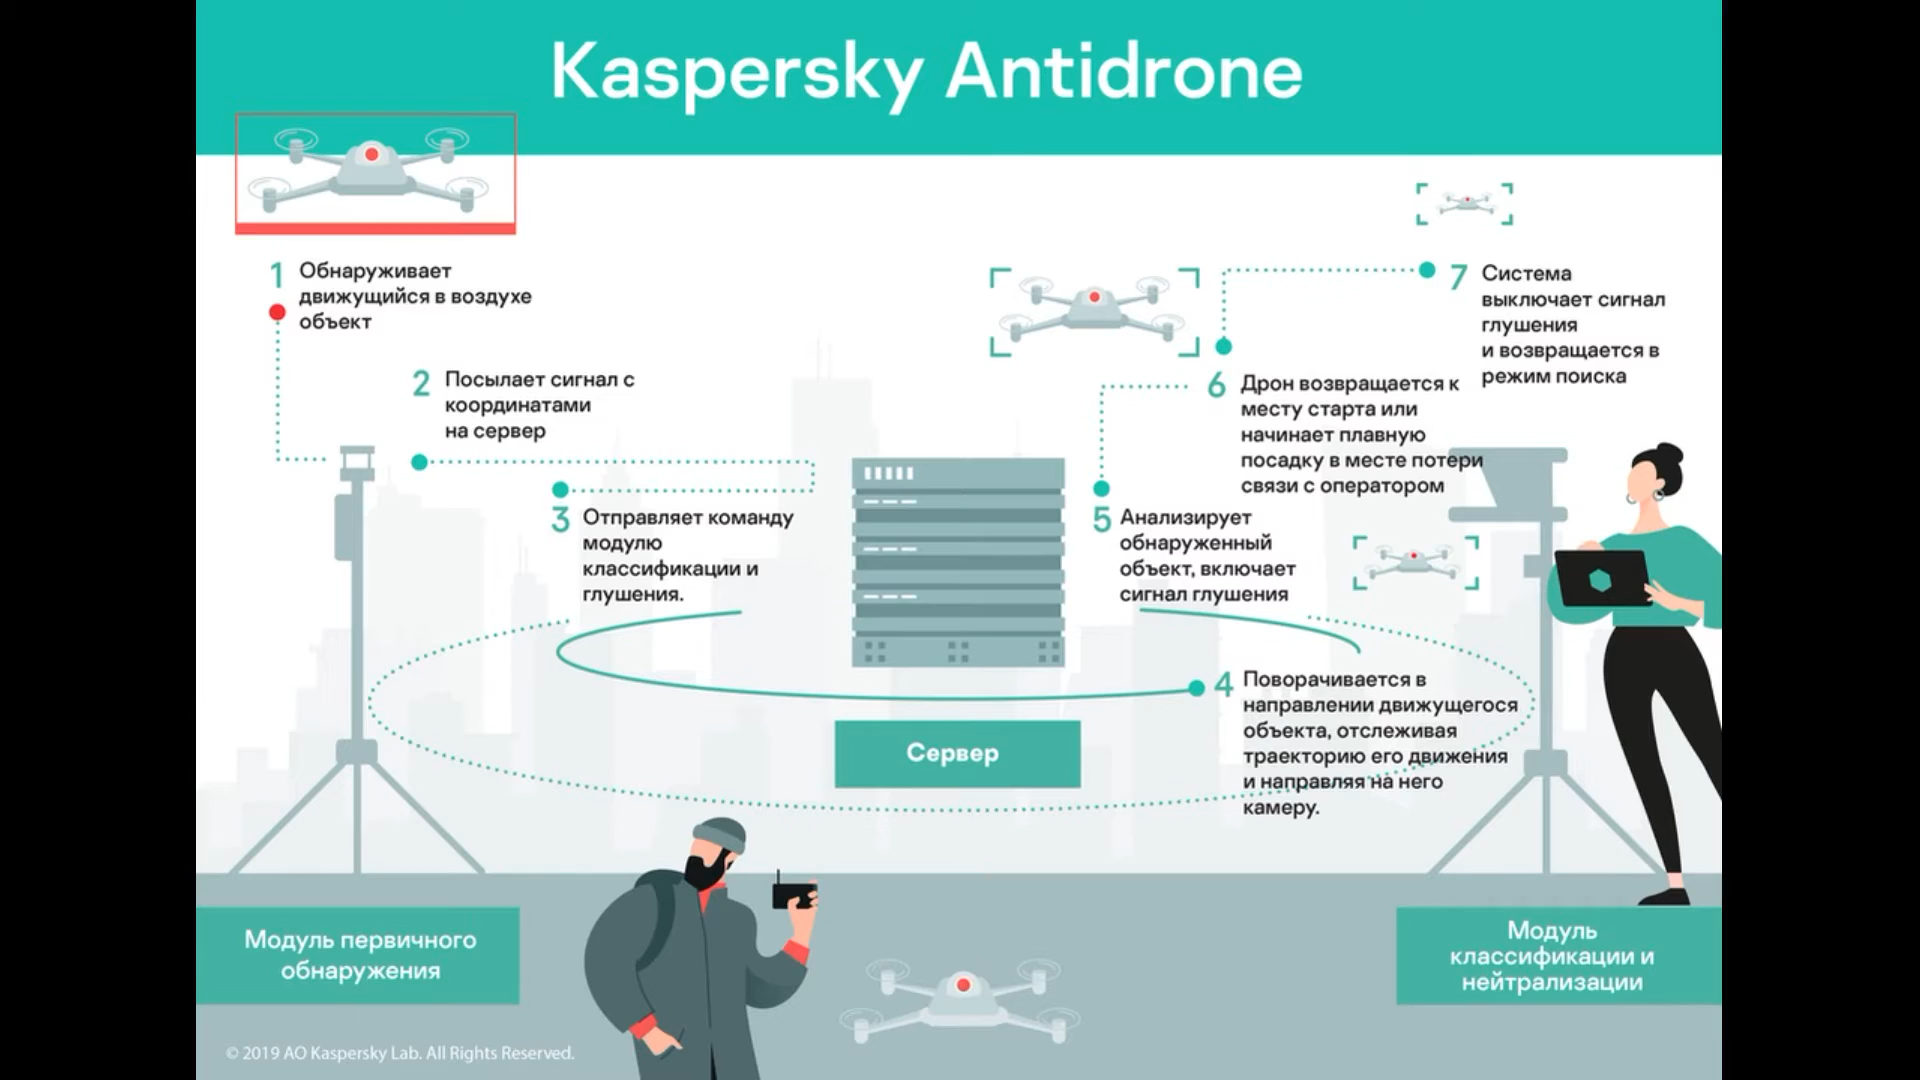 Kaspersky Antidrone
1
Обнаруживает
движущийся в воздухе
объект
2
Посылает сигнал с
координатами
на сервер
3
Отправляет команду
модулю
классификации и
глушения.
4
Поворачивается в
направлении движущегося
объекта, отслеживая
траекторию его движения
и направляя на него
камеру.
5
Анализирует
обнаруженный
объект, включает
сигнал глушения
6
Дрон возвращается к
месту старта или
начинает плавную
посадку в месте потери
связи с оператором
7
Система
выключает сигнал
глушения
и возвращается в
режим поиска
Сервер
Модуль первичного
обнаружения
Модуль
классификации и
нейтрализации
© 2019 AO Kaspersky Lab. All Rights Reserved.